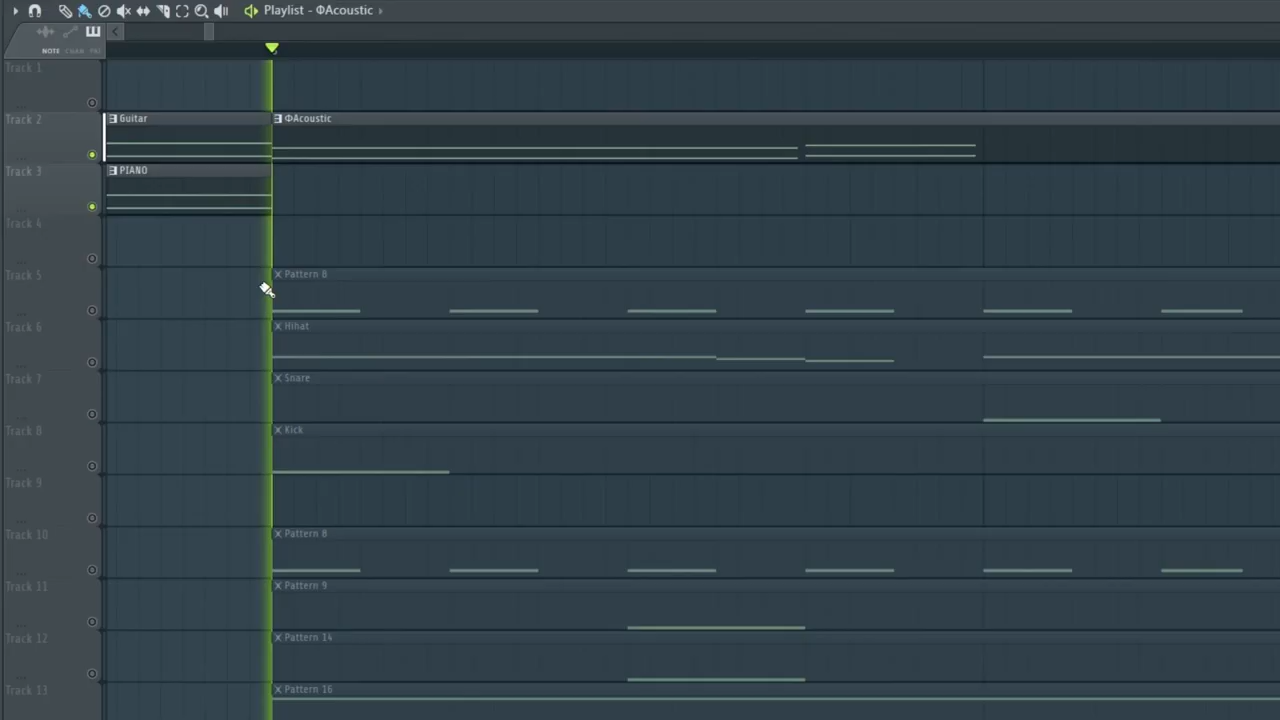 Playlist - ΦAcoustic
NOTE CHAN PAT
Track 1
Track 2
Guitar
ΦAcoustic
Track 3
PIANO
Track 4
Track 5
Pattern 8
Track 6
Hihat
Track 7
Snare
Track 8
Kick
Track 9
Track 10
Pattern 8
Track 11
Pattern 9
Track 12
Pattern 14
Track 13
Pattern 16